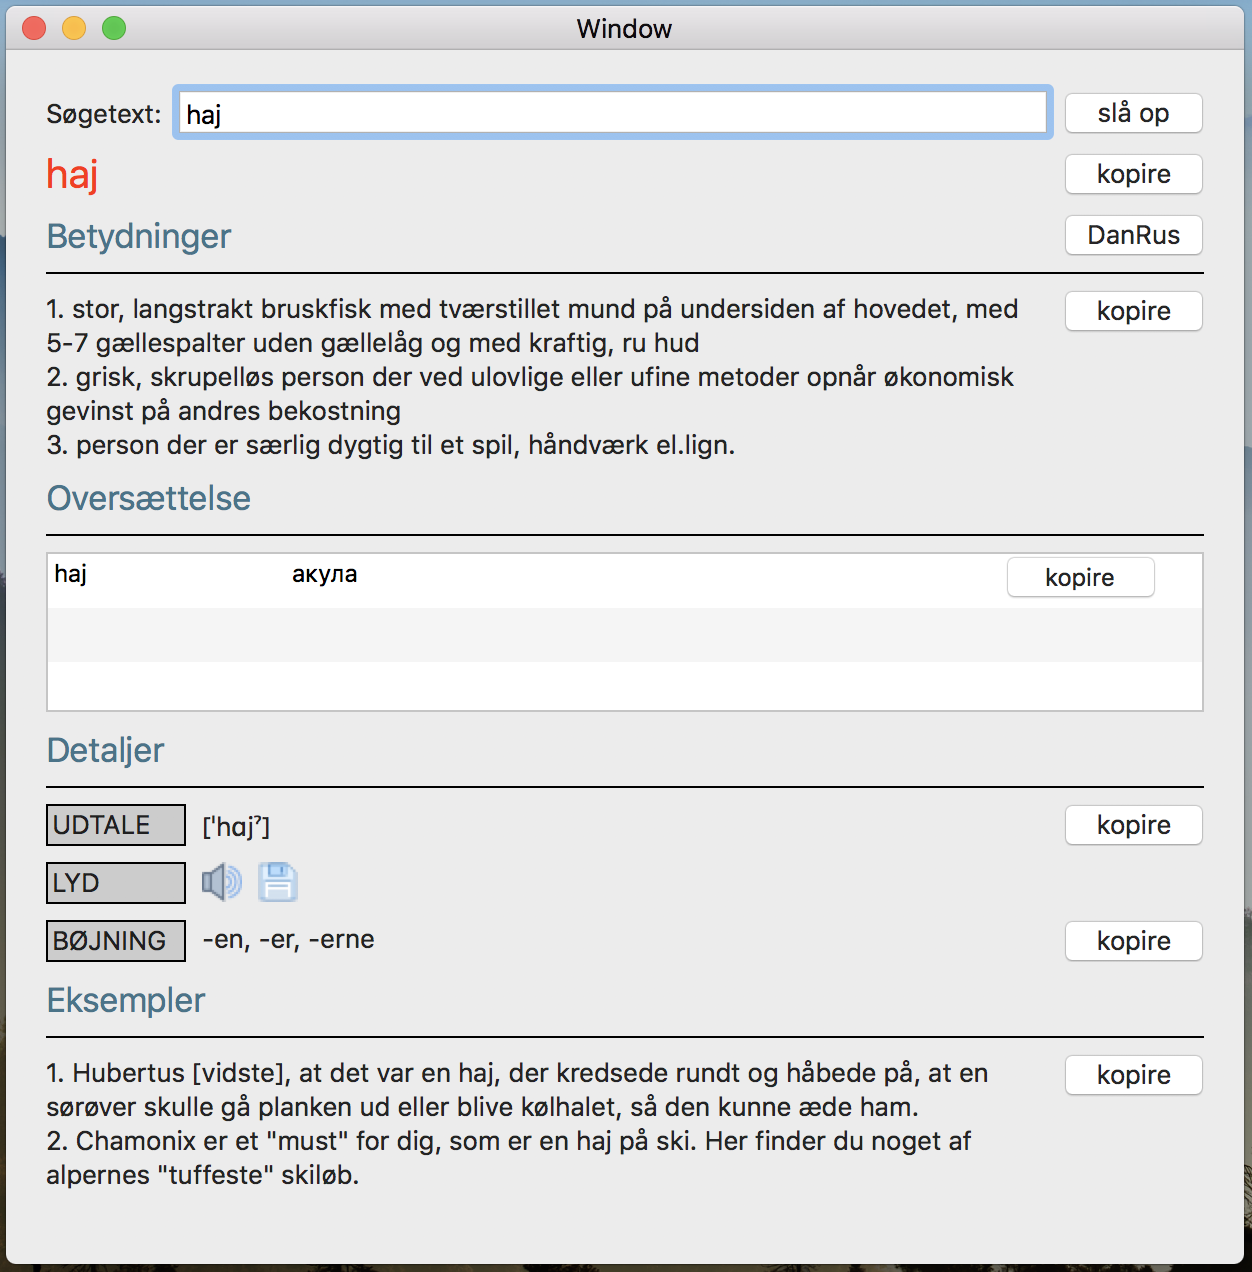 Window
Søgetext: haj slå op
haj kopire
Betydninger DanRus
1. stor, langstrakt bruskfisk med tværstillet mund på undersiden af hovedet, med kopire
5-7 gællespalter uden gællelåg og med kraftig, ru hud
2. grisk, skrupelløs person der ved ulovlige eller ufine metoder opnår økonomisk
gevinst på andres bekostning
3. person der er særlig dygtig til et spil, håndværk el.lign.
Oversættelse
haj акула kopire
Detaljer
UDTALE ['hɑjˀ] kopire
LYD
BØJNING -en, -er, -erne kopire
Eksempler
1. Hubertus [vidste], at det var en haj, der kredsede rundt og håbede på, at en kopire
sørøver skulle gå planken ud eller blive kølhalet, så den kunne æde ham.
2. Chamonix er et "must" for dig, som er en haj på ski. Her finder du noget af
alpernes "tuffeste" skiløb.